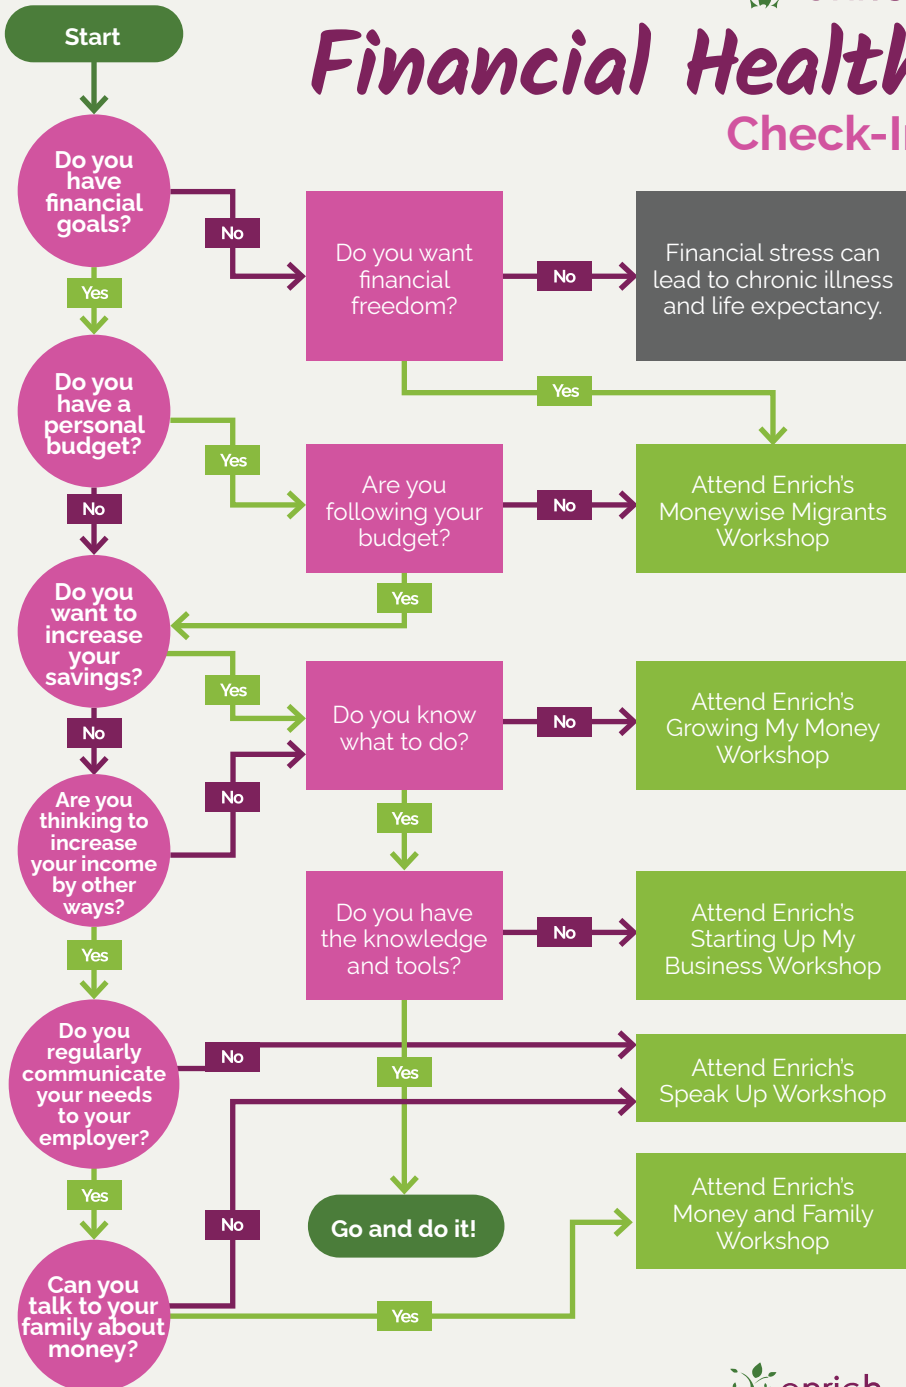 Start
Financial Health
Check-I
Do you
have
financial
goals?
No
Do you want
financial
freedom?
No
Financial stress can
lead to chronic illness
and life expectancy.
Yes
Yes
Do you
have a
personal
budget?
Yes
Are you
following your
budget?
No
Attend Enrich's
Moneywise Migrants
Workshop
No
Yes
Do you
want to
increase
your
savings?
Yes
Do you know
what to do?
No
Attend Enrich's
Growing My Money
Workshop
No
No
Are you
thinking to
increase
your income
by other
ways?
Yes
Do you have
the knowledge
and tools?
No
Attend Enrich's
Starting Up My
Business Workshop
Yes
Do you
regularly
communicate
your needs
to your
employer?
No
Yes
Attend Enrich's
Speak Up Workshop
Yes
No
Go and do it!
Attend Enrich's
Money and Family
Workshop
Can you
talk to your
family about
money?
Yes